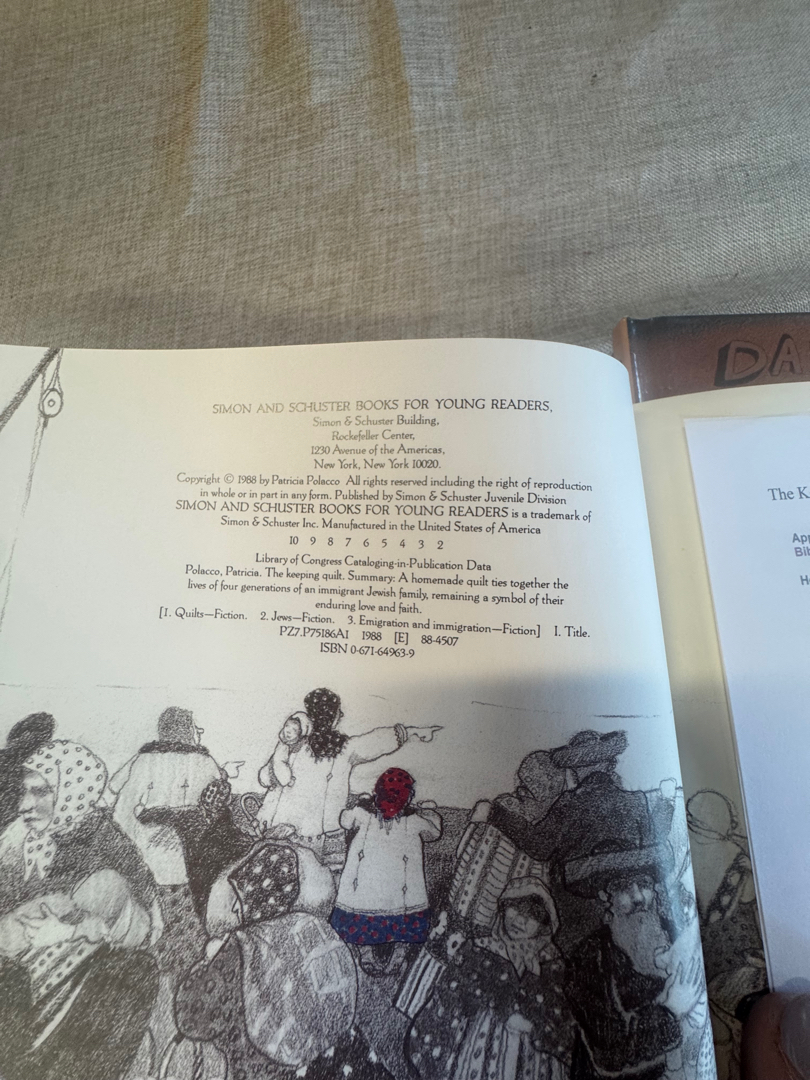 SIMON AND SCHUSTER BOOKS FOR YOUNG READERS,
Simon & Schuster Building,
Rockefeller Center,
1230 Avenue of the Americas,
New York, New York 10020.
Copyright © 1988 by Patricia Polacco All rights reserved including the right of reproduction
in whole or in part in any form. Published by Simon & Schuster Juvenile Division
SIMON AND SCHUSTER BOOKS FOR YOUNG READERS is a trademark of
Simon & Schuster Inc. Manufactured in the United States of America
10 9 8 7 6 5 4 3 2
Library of Congress Cataloging-in-Publication Data
Polacco, Patricia. The keeping quilt. Summary: A homemade quilt ties together the
lives of four generations of an immigrant Jewish family, remaining a symbol of their
enduring love and faith.
[1. Quilts—Fiction. 2. Jews—Fiction. 3. Emigration and immigration—Fiction] I. Title.
PZ7.P75186A1 1988 [E] 88-4507
ISBN 0-671-64963-9
DA
The K
App
Bib
H